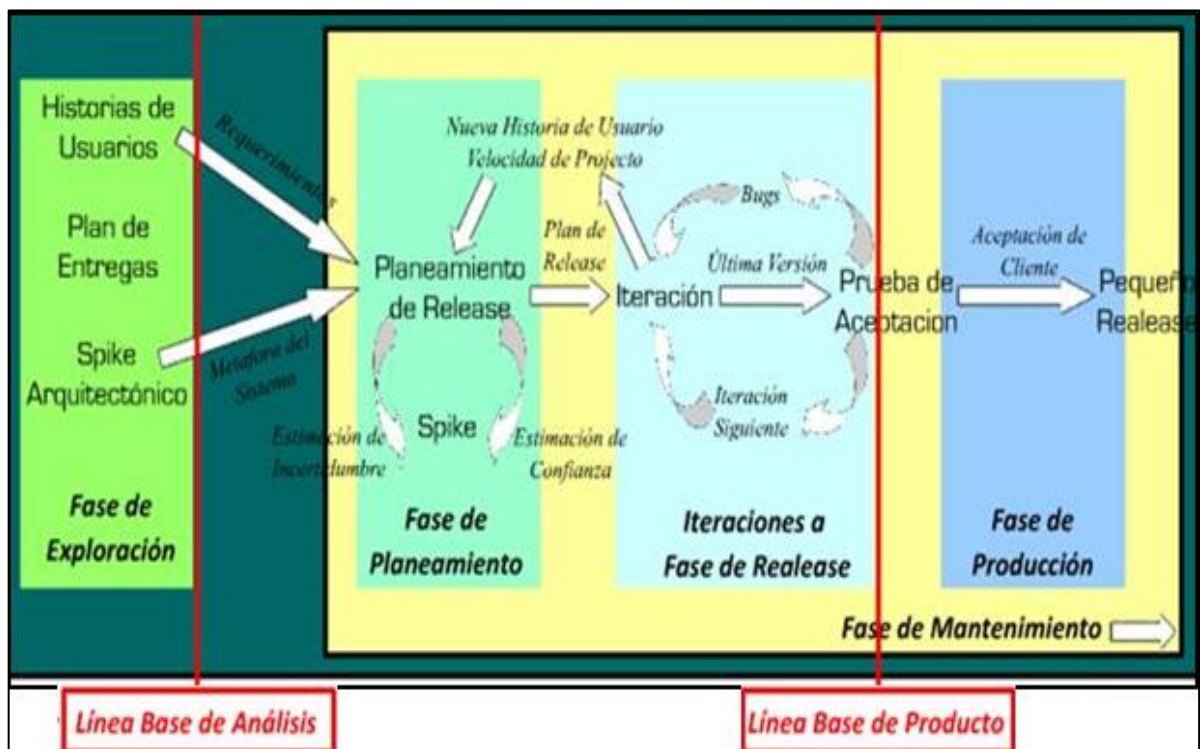 Historias de
Usuarios
Plan de
Entregas
Spike
Arquitectónico
Fase de
Exploración
Requerimientos
Metafora del
Sistema
Nueva Historia de Usuario
Velocidad de Projecto
Planeamiento
de Release
Spike
Estimación de
Incertidumbre
Estimación de
Confianza
Fase de
Planeamiento
Plan de
Release
Iteración
Bugs
Última Versión
Iteración
Siguiente
Prueba de
Aceptacion
Iteraciones a
Fase de Realease
Aceptación de
Cliente
Pequeño
Realease
Fase de
Producción
Fase de Mantenimiento
Línea Base de Análisis
Línea Base de Producto